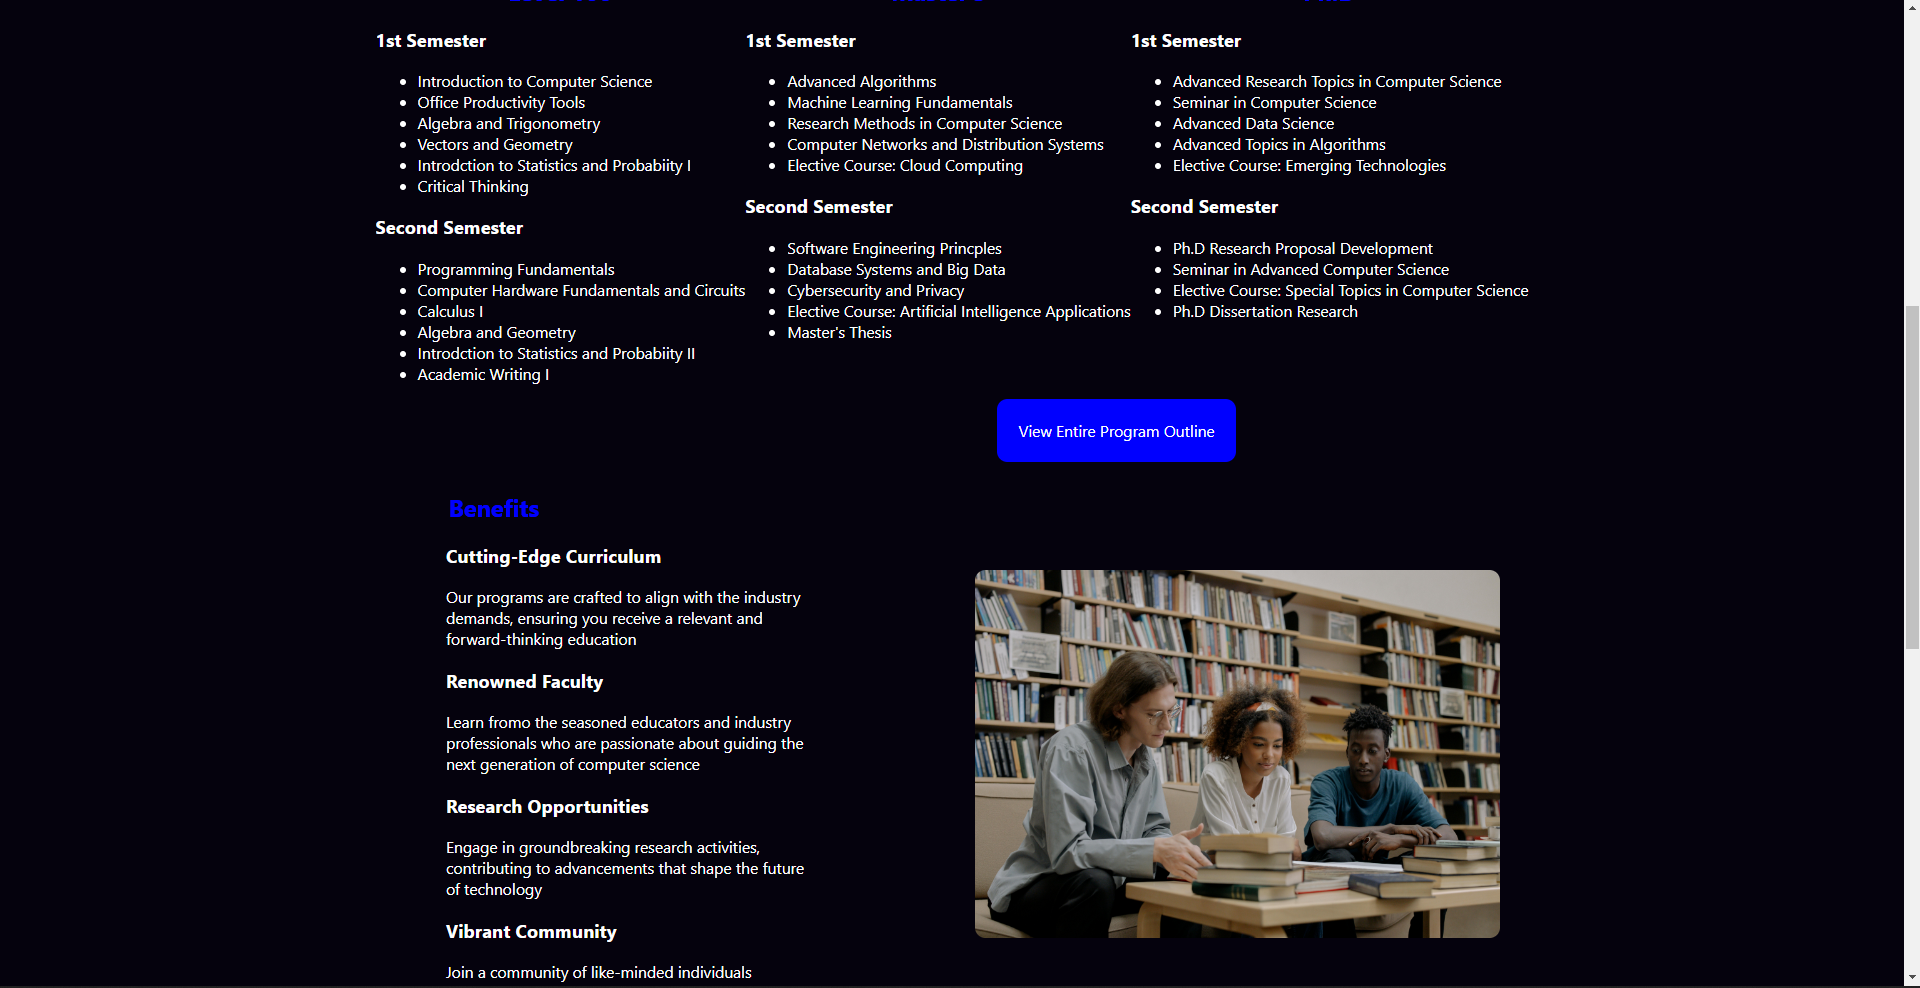 1st Semester
Introduction to Computer Science
Office Productivity Tools
Algebra and Trigonometry
Vectors and Geometry
Introdction to Statistics and Probabiity I
Critical Thinking
Second Semester
Programming Fundamentals
Computer Hardware Fundamentals and Circuits
Calculus I
Algebra and Geometry
Introdction to Statistics and Probabiity II
Academic Writing I
1st Semester
Advanced Algorithms
Machine Learning Fundamentals
Research Methods in Computer Science
Computer Networks and Distribution Systems
Elective Course: Cloud Computing
Second Semester
Software Engineering Princples
Database Systems and Big Data
Cybersecurity and Privacy
Elective Course: Artificial Intelligence Applications
Master's Thesis
1st Semester
Advanced Research Topics in Computer Science
Seminar in Computer Science
Advanced Data Science
Advanced Topics in Algorithms
Elective Course: Emerging Technologies
Second Semester
Ph.D Research Proposal Development
Seminar in Advanced Computer Science
Elective Course: Special Topics in Computer Science
Ph.D Dissertation Research
View Entire Program Outline
Benefits
Cutting-Edge Curriculum
Our programs are crafted to align with the industry
demands, ensuring you receive a relevant and
forward-thinking education
Renowned Faculty
Learn fromo the seasoned educators and industry
professionals who are passionate about guiding the
next generation of computer science
Research Opportunities
Engage in groundbreaking research activities,
contributing to advancements that shape the future
of technology
Vibrant Community
Join a community of like-minded individuals